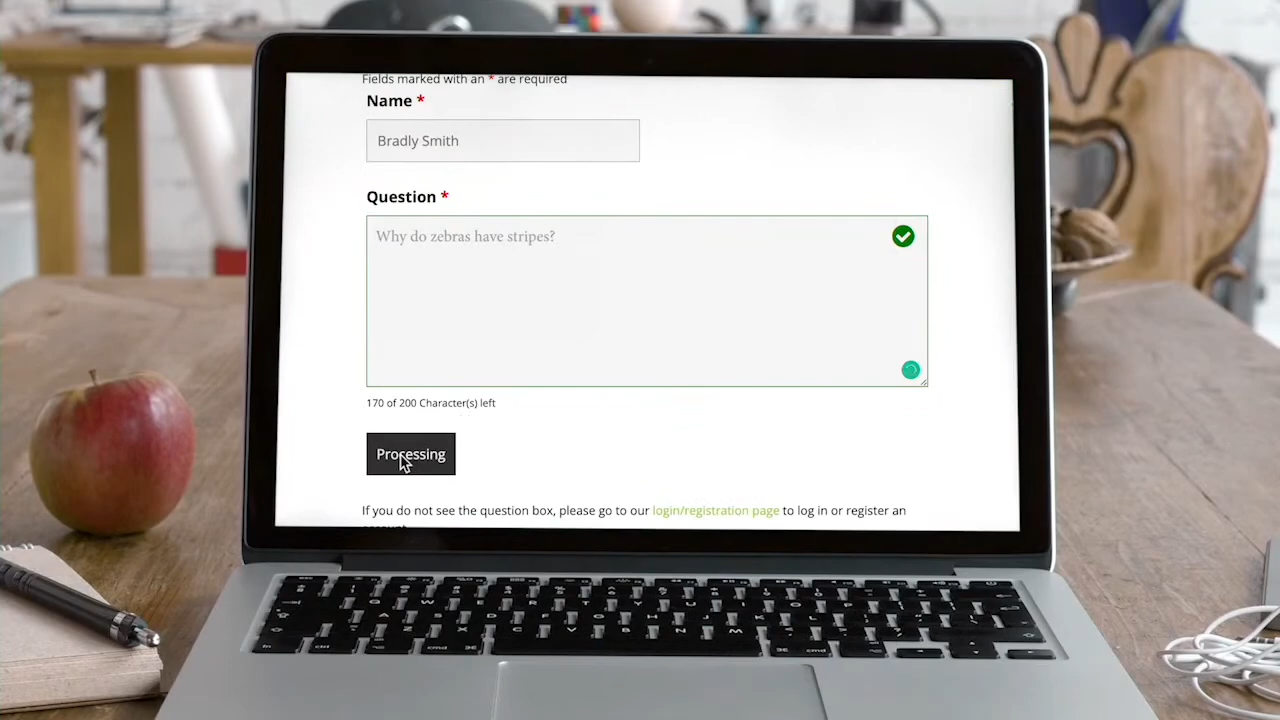 Fields marked with an * are required
Name *
Bradly Smith
Question *
Why do zebras have stripes?
170 of 200 Character(s) left
Processing
If you do not see the question box, please go to our login/registration page to log in or register an